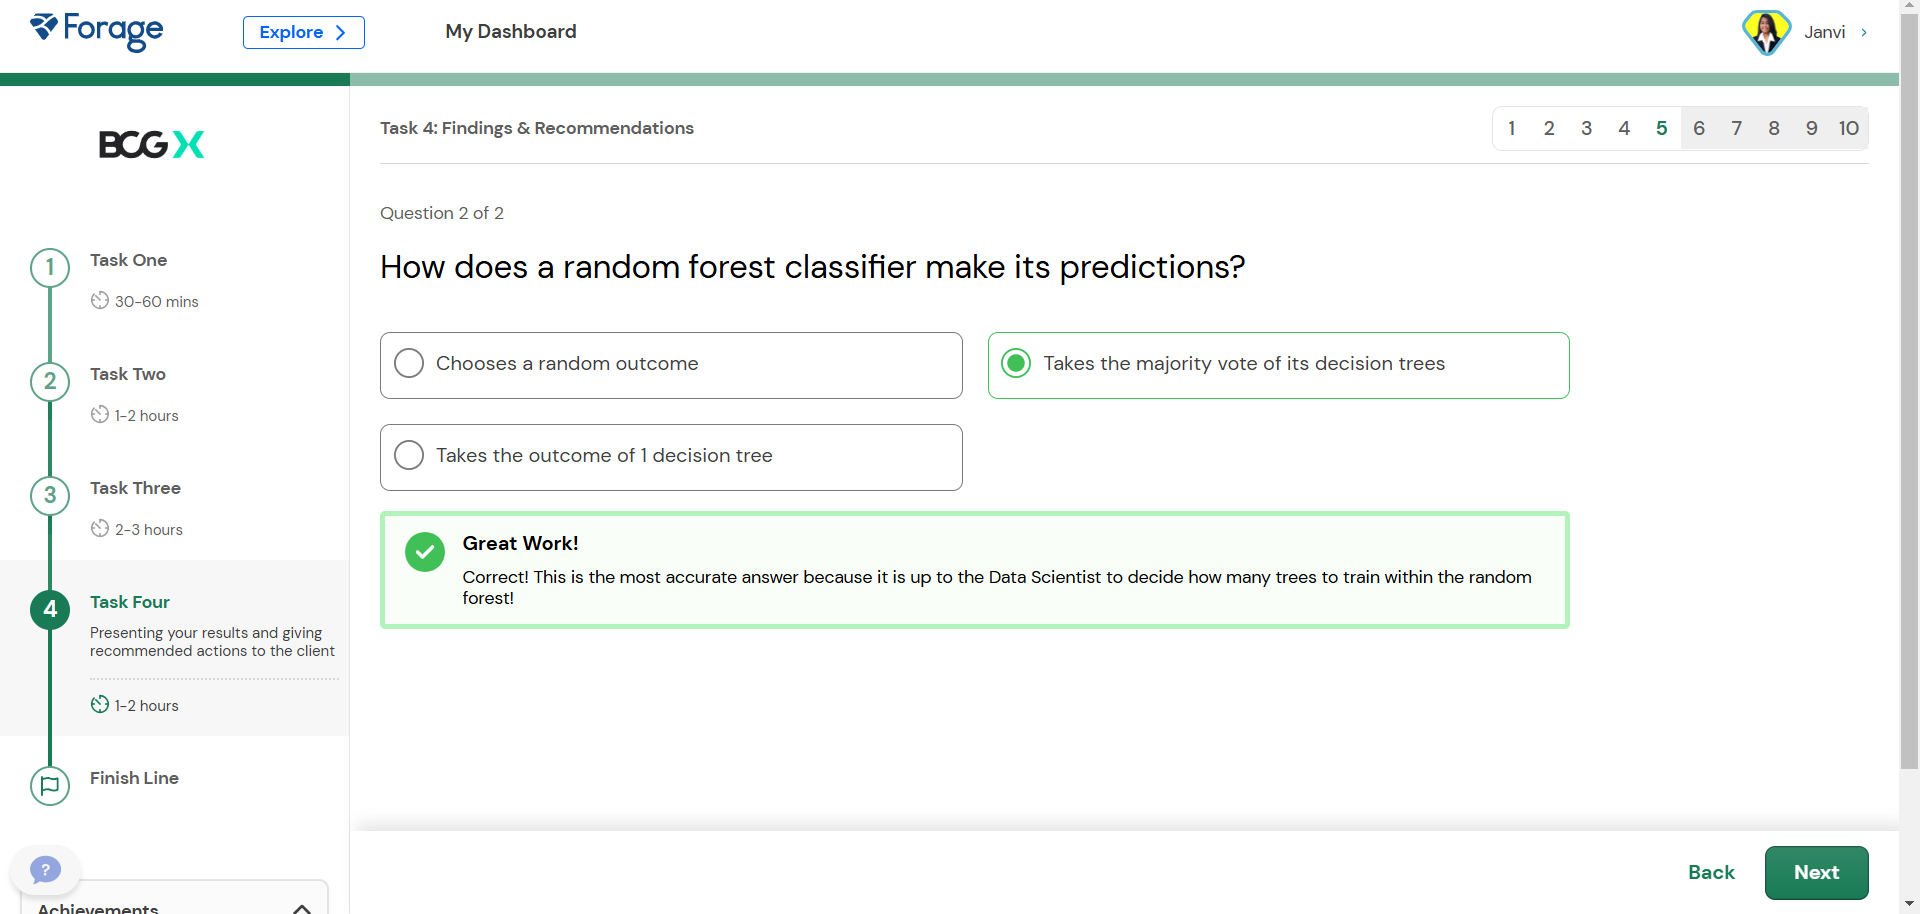 Forage
Explore
My Dashboard
Janvi
BCG X
Task 4: Findings & Recommendations
1 2 3 4 5 6 7 8 9 10
1
Task One
30-60 mins
2
Task Two
1-2 hours
3
Task Three
2-3 hours
4
Task Four
Presenting your results and giving
recommended actions to the client
1-2 hours
Finish Line
?
Achievements
Question 2 of 2
How does a random forest classifier make its predictions?
Chooses a random outcome
Takes the majority vote of its decision trees
Takes the outcome of 1 decision tree
Great Work!
Correct! This is the most accurate answer because it is up to the Data Scientist to decide how many trees to train within the random
forest!
Back
Next